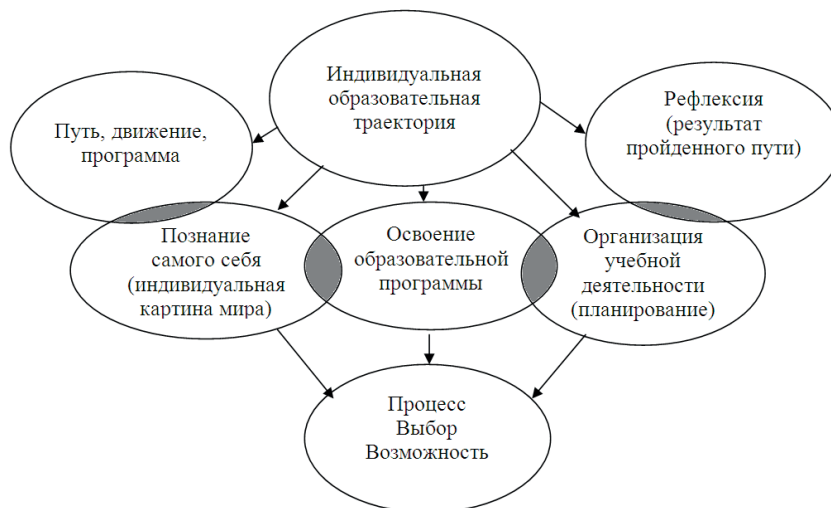 Индивидуальная
образовательная
траектория
Путь, движение,
программа
Рефлексия
(результат
пройденного пути)
Познание
самого себя
(индивидуальная
картина мира)
Освоение
образовательной
программы
Организация
учебной
деятельности
(планирование)
Процесс
Выбор
Возможность